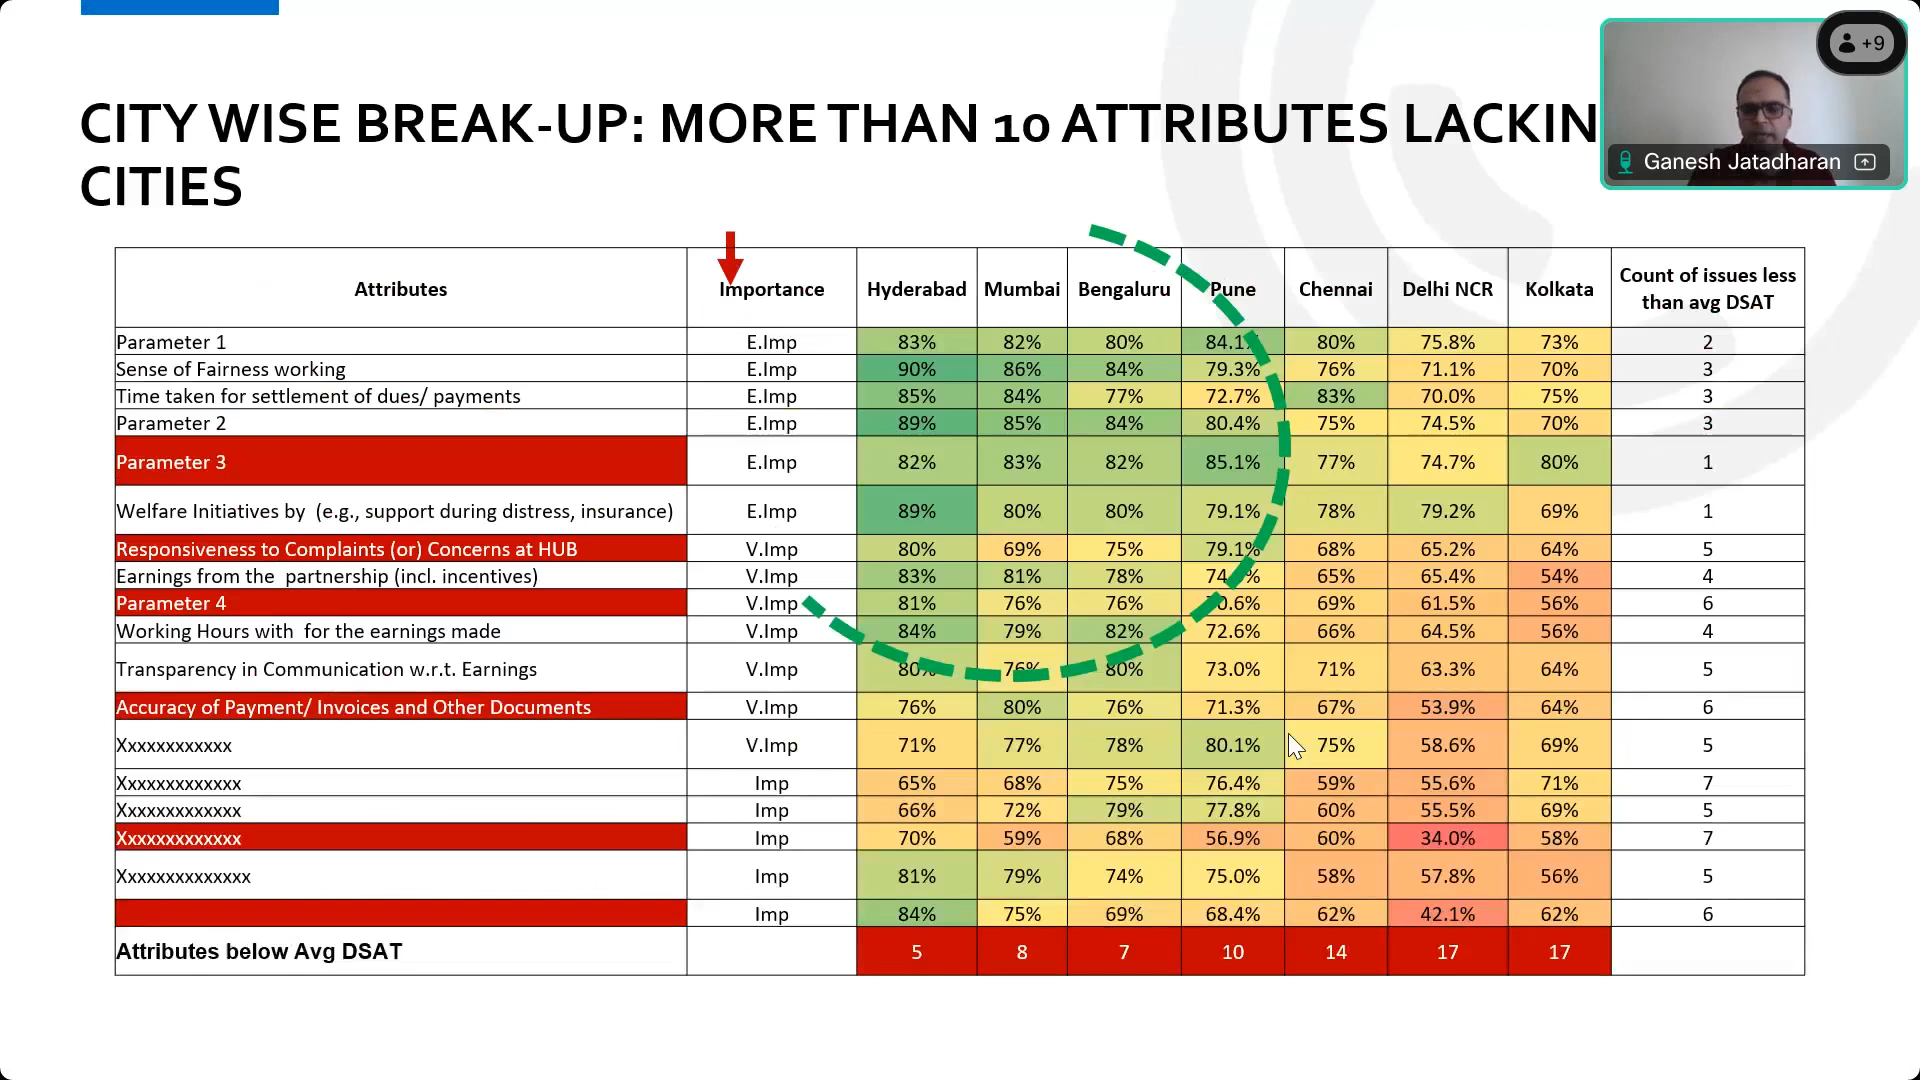 +9
Ganesh Jatadharan
CITY WISE BREAK-UP: MORE THAN 10 ATTRIBUTES LACKIN
CITIES
Attributes Importance Hyderabad Mumbai Bengaluru Pune Chennai Delhi NCR Kolkata Count of issues less
than avg DSAT
Parameter 1 E.Imp 83% 82% 80% 84.1% 80% 75.8% 73% 2
Sense of Fairness working E.Imp 90% 86% 84% 79.3% 76% 71.1% 70% 3
Time taken for settlement of dues/ payments E.Imp 85% 84% 77% 72.7% 83% 70.0% 75% 3
Parameter 2 E.Imp 89% 85% 84% 80.4% 75% 74.5% 70% 3
Parameter 3 E.Imp 82% 83% 82% 85.1% 77% 74.7% 80% 1
Welfare Initiatives by (e.g., support during distress, insurance) E.Imp 89% 80% 80% 79.1% 78% 79.2% 69% 1
Responsiveness to Complaints (or) Concerns at HUB V.Imp 80% 69% 75% 79.1% 68% 65.2% 64% 5
Earnings from the partnership (incl. incentives) V.Imp 83% 81% 78% 65% 65.4% 54% 4
Parameter 4 V.Imp 81% 76% 76% 70.6% 69% 61.5% 56% 6
Working Hours with for the earnings made V.Imp 84% 79% 82% 72.6% 66% 64.5% 56% 4
Transparency in Communication w.r.t. Earnings V.Imp 80% 76% 80% 73.0% 71% 63.3% 64% 5
Accuracy of Payment/ Invoices and Other Documents V.Imp 76% 80% 76% 71.3% 67% 53.9% 64% 6
Xxxxxxxxxxx V.Imp 71% 77% 78% 80.1% 75% 58.6% 69% 5
Xxxxxxxxxxxx Imp 65% 68% 75% 76.4% 59% 55.6% 71% 7
Xxxxxxxxxxxx Imp 66% 72% 79% 77.8% 60% 55.5% 69% 5
Xxxxxxxxxxxx Imp 70% 59% 68% 56.9% 60% 34.0% 58% 7
Xxxxxxxxxxxxx Imp 81% 79% 74% 75.0% 58% 57.8% 56% 5
Imp 84% 75% 69% 68.4% 62% 42.1% 62% 6
Attributes below Avg DSAT 5 8 7 10 14 17 17